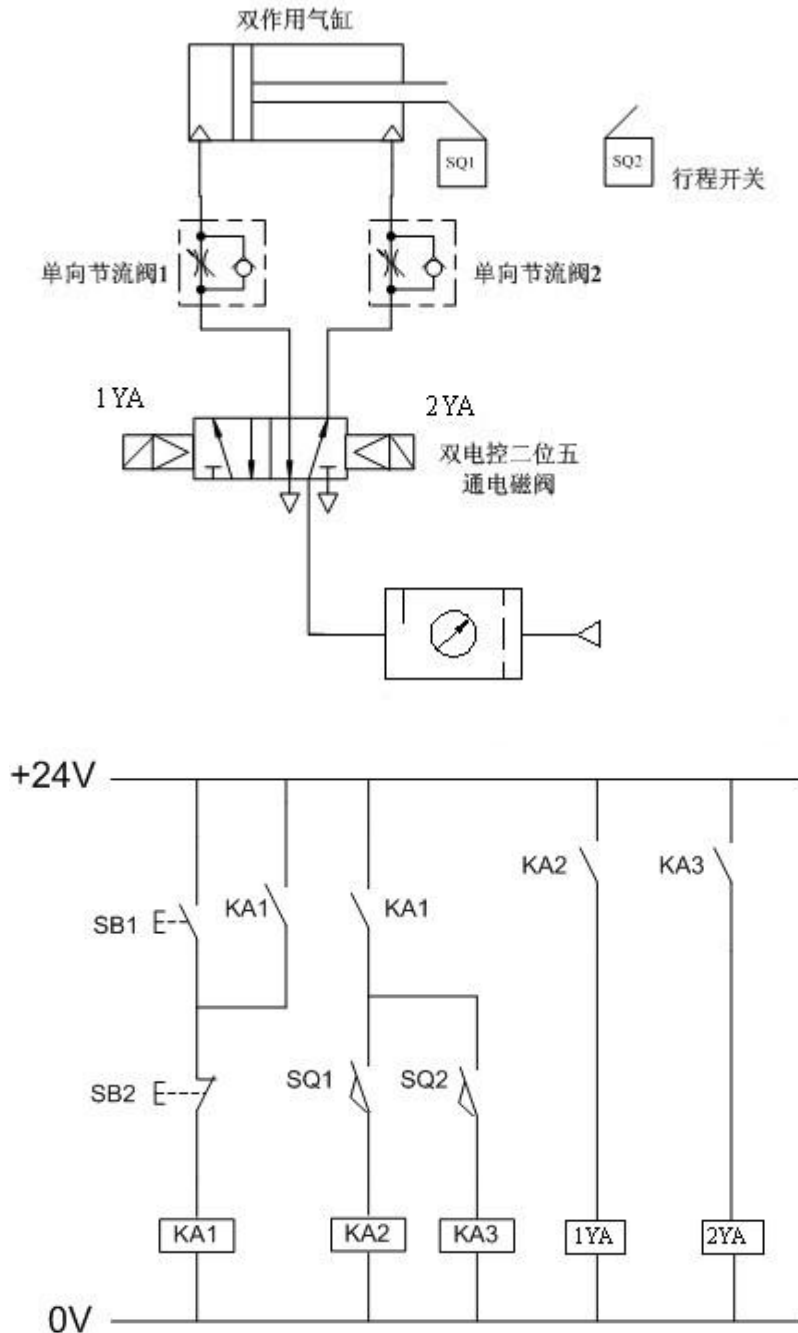 双作用气缸
SQ1
SQ2
行程开关
单向节流阀1
单向节流阀2
1YA
2YA
双电控二位五
通电磁阀
+24V
KA2
KA3
SB1
KA1
KA1
SB2
SQ1
SQ2
KA1
KA2
KA3
1YA
2YA
0V